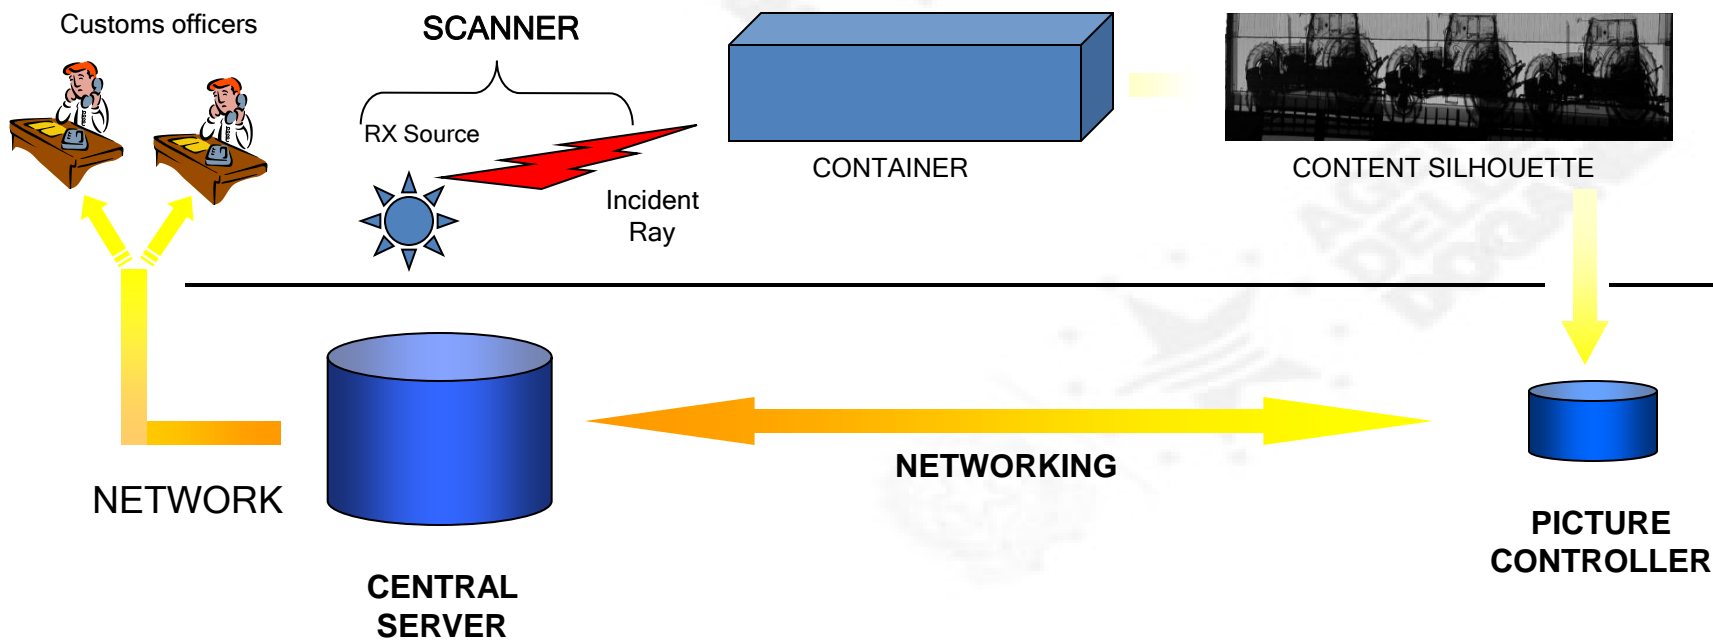 Customs officers
SCANNER
RX Source
Incident
Ray
CONTAINER
CONTENT SILHOUETTE
NETWORK
CENTRAL
SERVER
NETWORKING
PICTURE
CONTROLLER